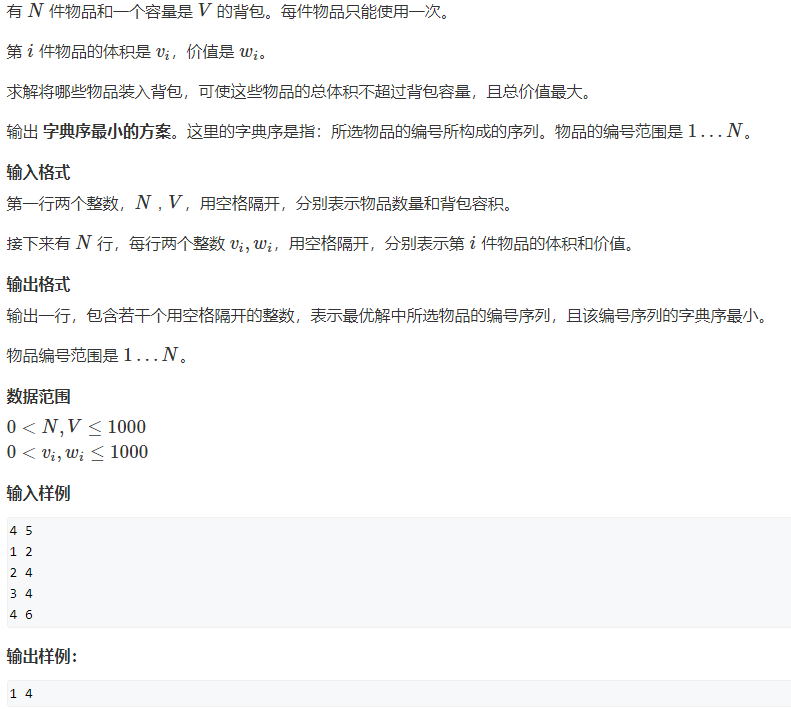 有 N 件物品和一个容量是 V 的背包。每件物品只能使用一次。
第 i 件物品的体积是 vᵢ，价值是 wᵢ。
求解将哪些物品装入背包，可使这些物品的总体积不超过背包容量，且总价值最大。
输出 字典序最小的方案。这里的字典序是指：所选物品的编号所构成的序列。物品的编号范围是 1…N。
输入格式
第一行两个整数，N，V，用空格隔开，分别表示物品数量和背包容积。
接下来有 N 行，每行两个整数 vᵢ, wᵢ，用空格隔开，分别表示第 i 件物品的体积和价值。
输出格式
输出一行，包含若干个用空格隔开的整数，表示最优解中所选物品的编号序列，且该编号序列的字典序最小。
物品编号范围是 1…N。
数据范围
0 < N, V ≤ 1000
0 < vᵢ, wᵢ ≤ 1000
输入样例
4 5
1 2
2 4
3 4
4 6
输出样例：
1 4